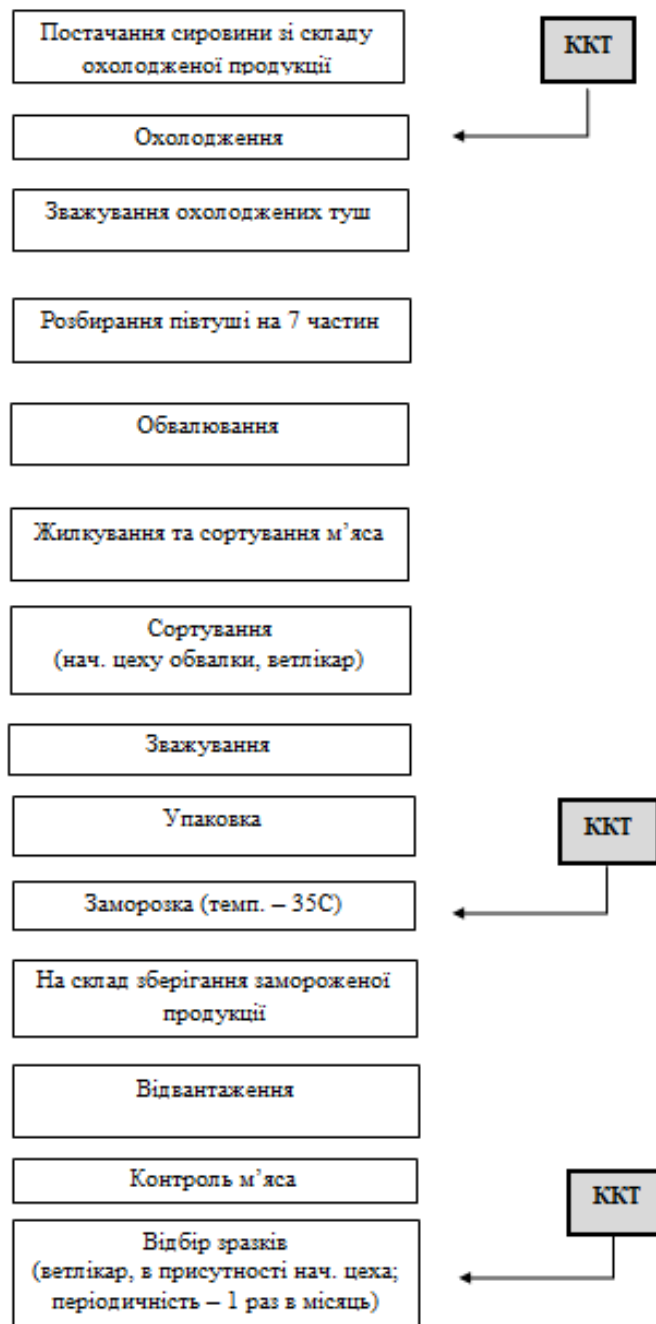 Постачання сировини зі складу
охолодженої продукції
ККТ
Охолодження
Зважування охолоджених туш
Розбирання півтуші на 7 частин
Обвалювання
Жилкування та сортування м’яса
Сортування
(нач. цеху обвалки, ветлікар)
Зважування
Упаковка
ККТ
Заморозка (темп. – 35С)
На склад зберігання замороженої
продукції
Відвантаження
Контроль м’яса
ККТ
Відбір зразків
(ветлікар, в присутності нач. цеха;
періодичність – 1 раз в місяць)